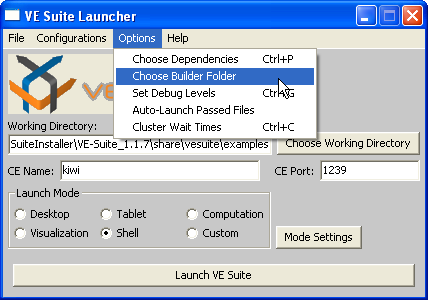 VE Suite Launcher
File Configurations Options Help
Choose Dependencies Ctrl+P
Choose Builder Folder
Set Debug Levels Ctrl+G
Auto-Launch Passed Files
Cluster Wait Times Ctrl+C
VE
Working Directory:
SuiteInstaller\VE-Suite_1.1.7\share\vesuite\examples Choose Working Directory
CE Name: kiwi CE Port: 1239
Launch Mode
Desktop Tablet Computation
Visualization Shell Custom
Mode Settings
Launch VE Suite